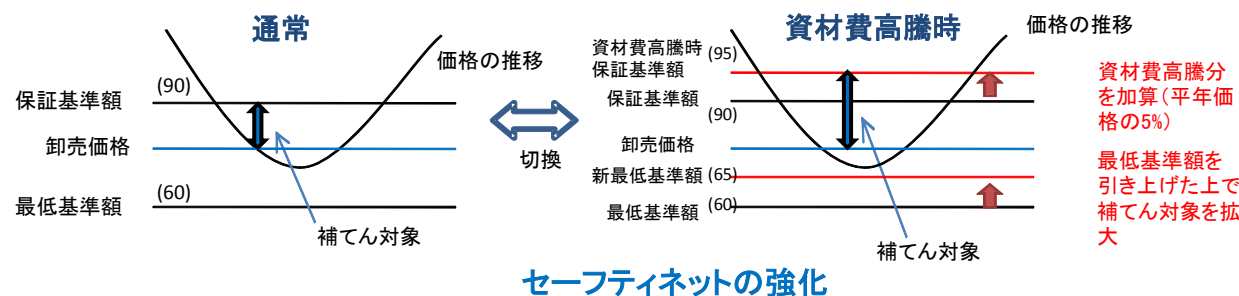 通常
価格の推移
(90)
保証基準額
卸売価格
(60)
最低基準額
補てん対象
切換
資材費高騰時
価格の推移
資材費高騰時
保証基準額
(95)
保証基準額
(90)
卸売価格
新最低基準額
(65)
最低基準額
(60)
補てん対象
資材費高騰分
を加算(平年価
格の5%)
最低基準額を
引き上げた上で
補てん対象を拡
大
セーフティネットの強化